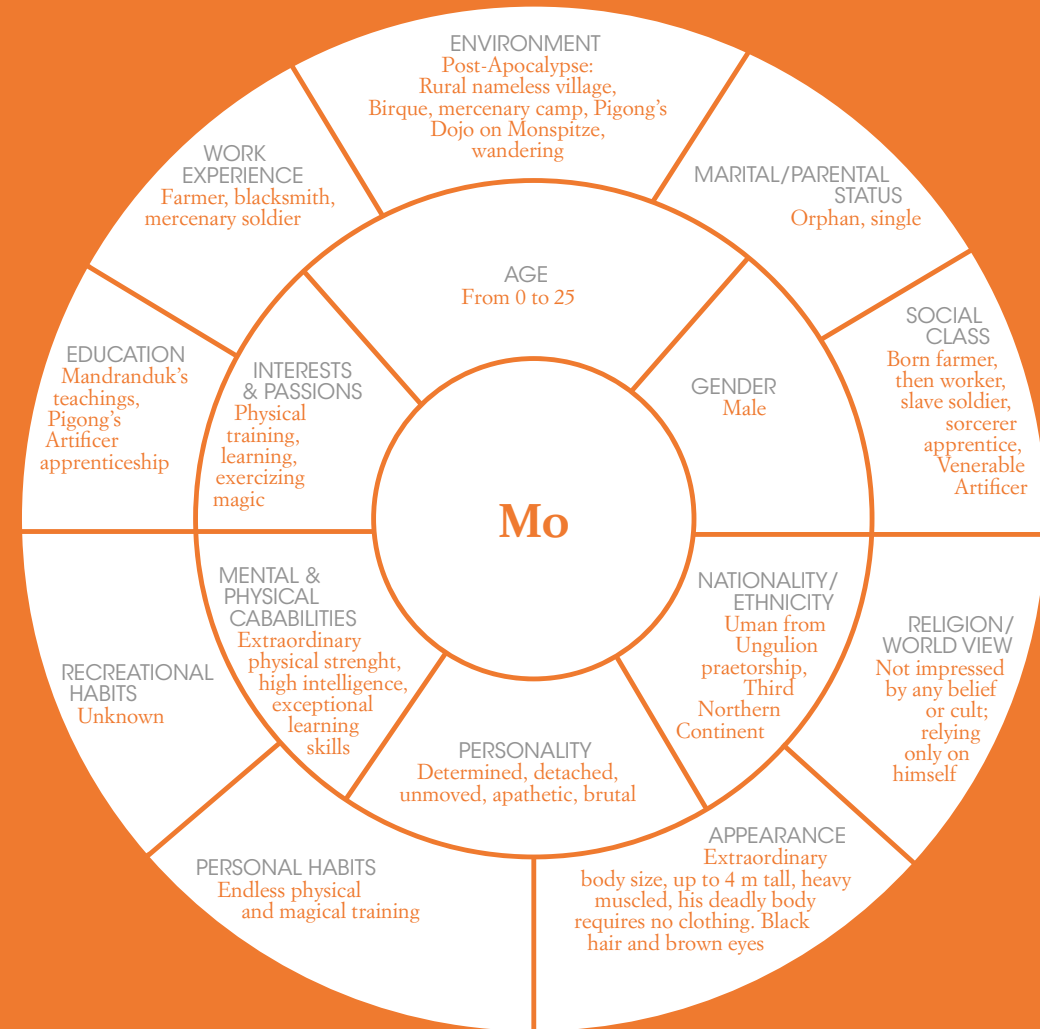 ENVIRONMENT
Post-Apocalypse:
Rural nameless village,
Birque, mercenary camp, Pigong’s
Dojo on Monspitze,
wandering
WORK
EXPERIENCE
Farmer, blacksmith,
mercenary soldier
MARITAL/PARENTAL
STATUS
Orphan, single
AGE
From 0 to 25
EDUCATION
Mandranduk’s
teachings,
Pigong’s
Artificer
apprenticeship
INTERESTS
& PASSIONS
Physical
training,
learning,
exercizing
magic
GENDER
Male
SOCIAL
CLASS
Born farmer,
then worker,
slave soldier,
sorcerer
apprentice,
Venerable
Artificer
Mo
RECREATIONAL
HABITS
Unknown
MENTAL &
PHYSICAL
CABABILITIES
Extraordinary
physical strenght,
high intelligence,
exceptional
learning
skills
PERSONALITY
Determined, detached,
unmoved, apathetic, brutal
NATIONALITY/
ETHNICITY
Uman from
Ungulion
praetorship,
Third
Northern
Continent
RELIGION/
WORLD VIEW
Not impressed
by any belief
or cult;
relying
only on
himself
PERSONAL HABITS
Endless physical
and magical training
APPEARANCE
Extraordinary
body size, up to 4 m tall, heavy
muscled, his deadly body
requires no clothing. Black
hair and brown eyes